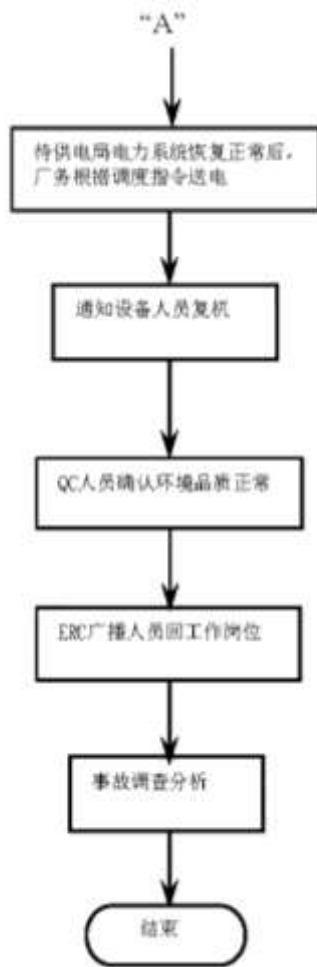 “A”
待供电局电力系统恢复正常后，
厂务根据调度指令送电
通知设备人员复机
QC人员确认环境品质正常
ERC广播人员回工作岗位
事故调查分析
结束